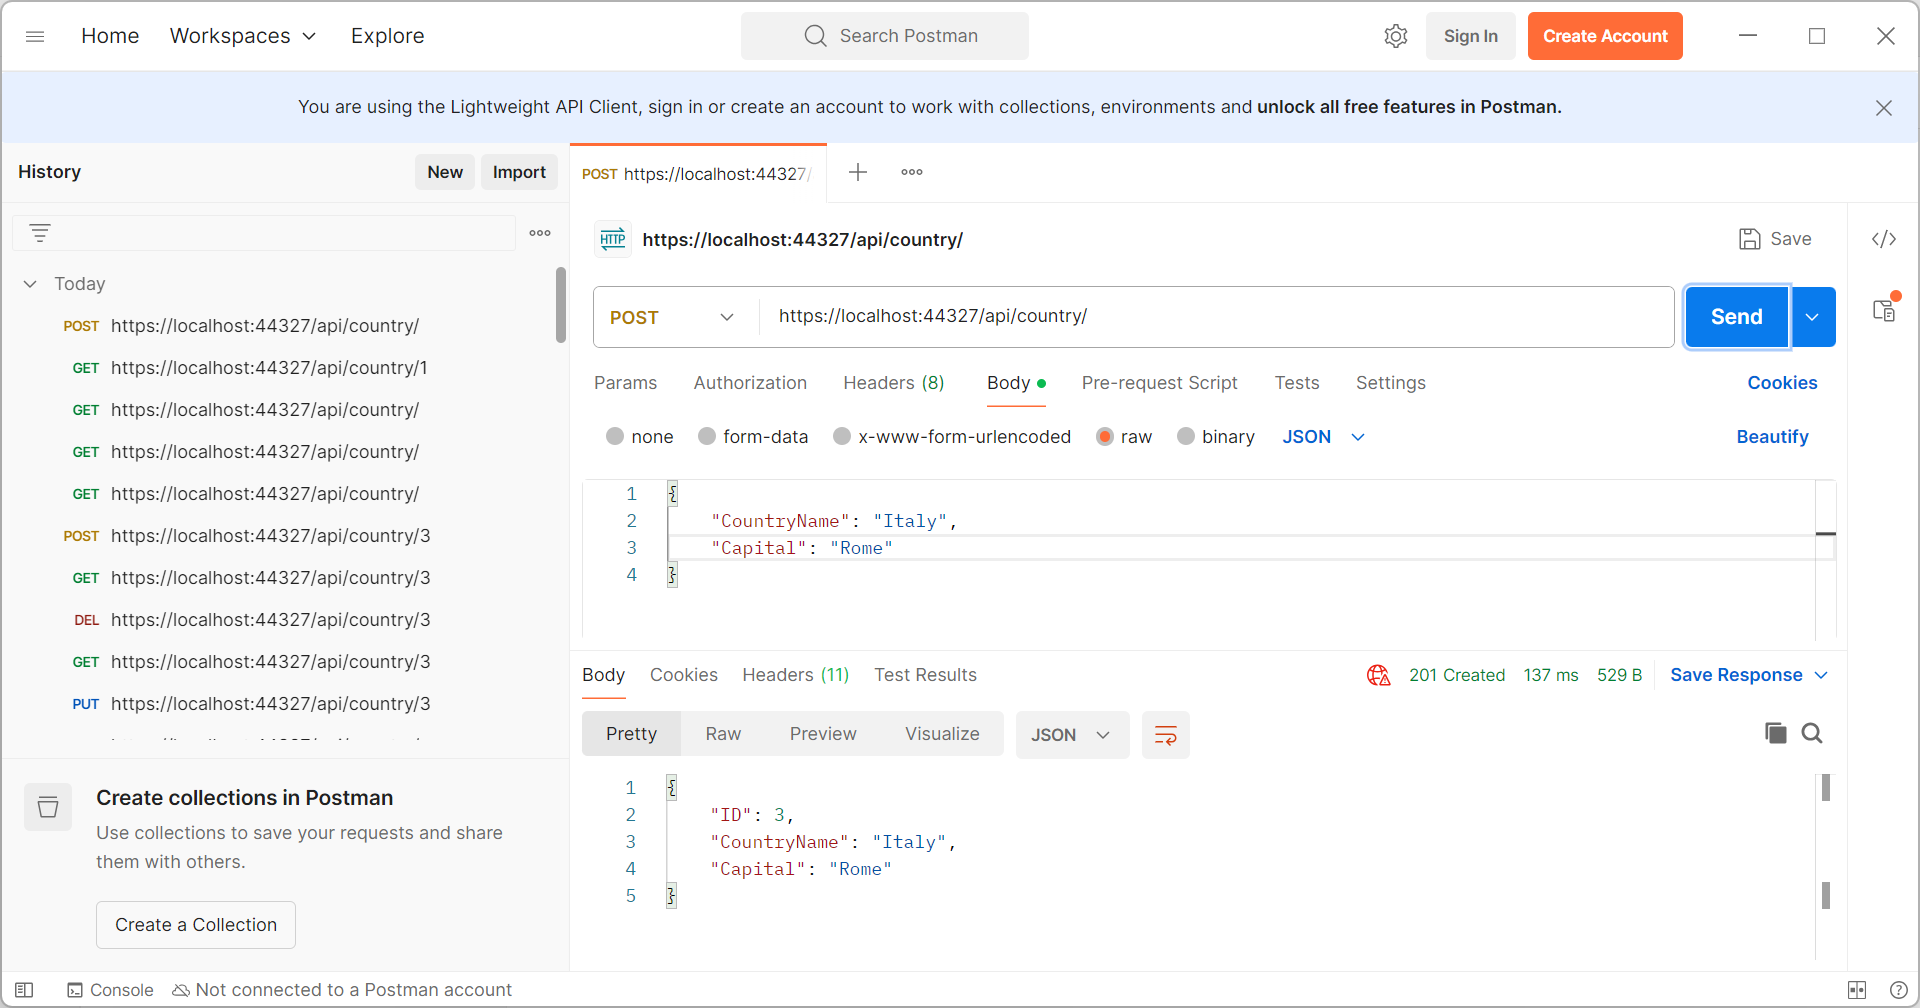 Home Workspaces Explore Search Postman Sign In Create Account
You are using the Lightweight API Client, sign in or create an account to work with collections, environments and unlock all free features in Postman.
History New Import
POST https://localhost:44327/
HTTP https://localhost:44327/api/country/ Save
Today
POST https://localhost:44327/api/country/
GET https://localhost:44327/api/country/1
GET https://localhost:44327/api/country/
GET https://localhost:44327/api/country/
GET https://localhost:44327/api/country/
POST https://localhost:44327/api/country/3
GET https://localhost:44327/api/country/3
DEL https://localhost:44327/api/country/3
GET https://localhost:44327/api/country/3
PUT https://localhost:44327/api/country/3
Create collections in Postman
Use collections to save your requests and share
them with others.
Create a Collection
POST https://localhost:44327/api/country/ Send
Params Authorization Headers (8) Body Pre-request Script Tests Settings Cookies
none form-data x-www-form-urlencoded raw binary JSON Beautify
1 {
2 "CountryName": "Italy",
3 "Capital": "Rome"
4 }
Body Cookies Headers (11) Test Results 201 Created 137 ms 529 B Save Response
Pretty Raw Preview Visualize JSON
1 {
2 "ID": 3,
3 "CountryName": "Italy",
4 "Capital": "Rome"
5 }
Console Not connected to a Postman account